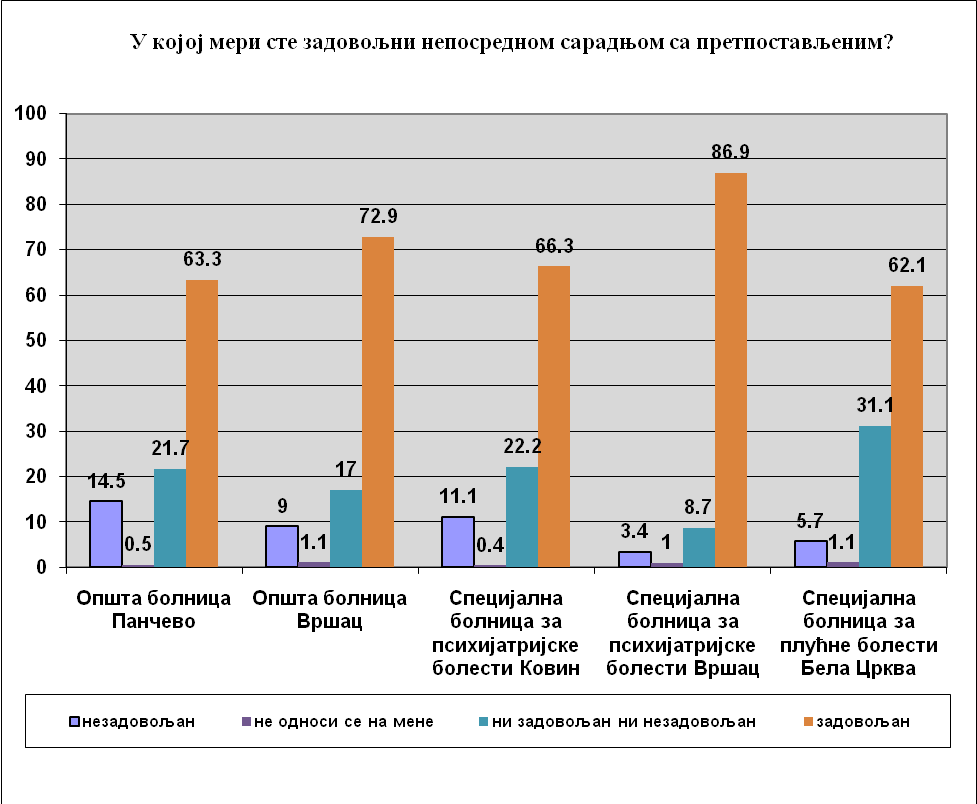 У којој мери сте задовољни непосредном сарадњом са претпостављеним?
100
90
80
70
60
50
40
30
20
10
0
14.5
0.5
21.7
63.3
9
1.1
17
72.9
11.1
0.4
22.2
66.3
3.4
1
8.7
86.9
5.7
1.1
31.1
62.1
Општа болница
Панчево
Општа болница
Вршац
Специјална
болница за
психијатријске
болести Ковин
Специјална
болница за
психијатријске
болести Вршац
Специјална
болница за
плућне болести
Бела Црква
незадовољан
не односи се на мене
ни задовољан ни незадовољан
задовољан